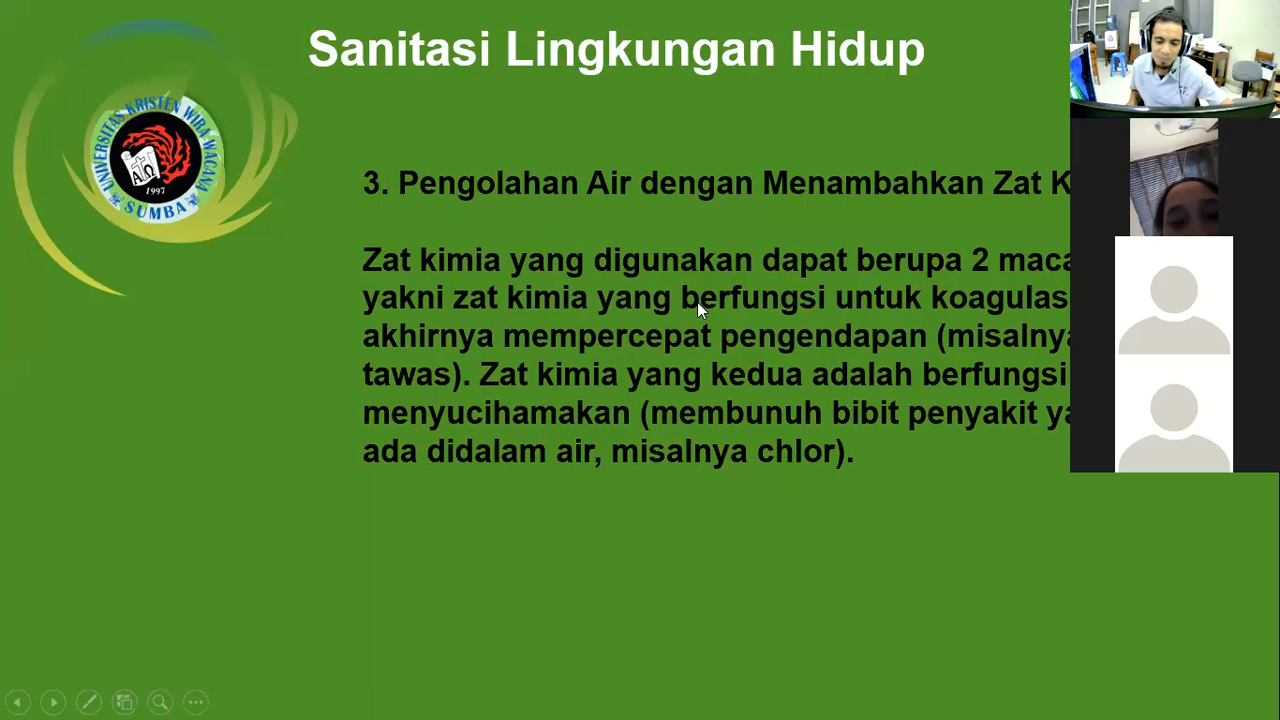 Sanitasi Lingkungan Hidup
UNIVERSITAS KRISTEN WIRA WACANA
A Ω
1997
SUMBA
3. Pengolahan Air dengan Menambahkan Zat K
Zat kimia yang digunakan dapat berupa 2 maca
yakni zat kimia yang berfungsi untuk koagulas
akhirnya mempercepat pengendapan (misalnya
tawas). Zat kimia yang kedua adalah berfungsi
menyucihamakan (membunuh bibit penyakit ya
ada didalam air, misalnya chlor).